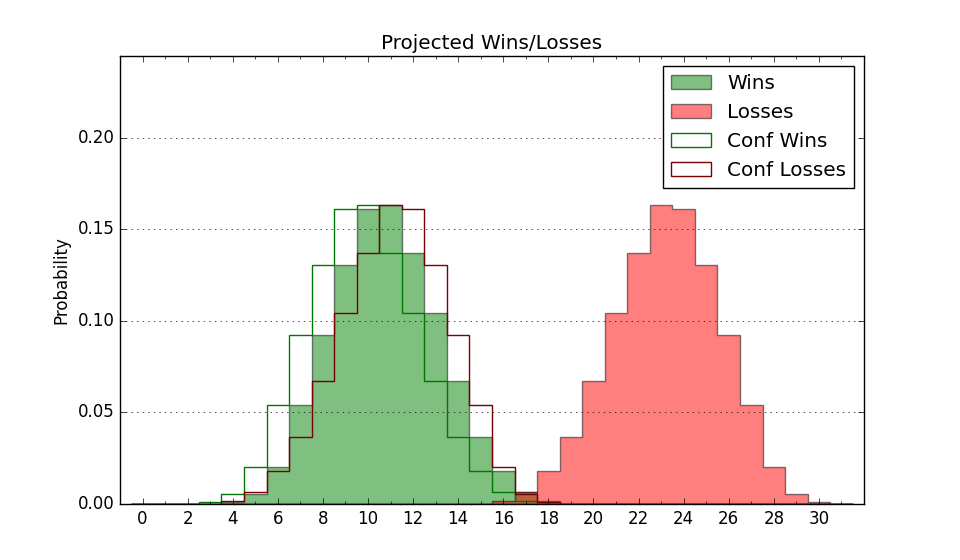 Projected Wins/Losses
Wins
Losses
Conf Wins
Conf Losses
Probability
0.20
0.15
0.10
0.05
0.00
0 2 4 6 8 10 12 14 16 18 20 22 24 26 28 30